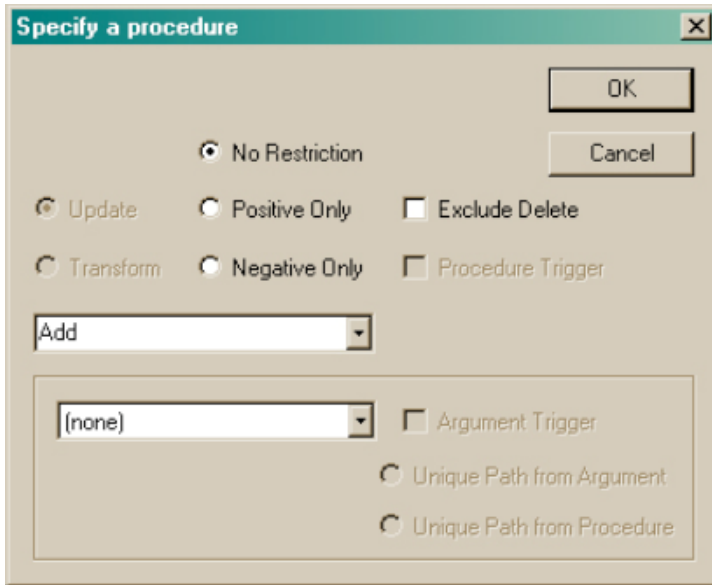 Specify a procedure
OK
No Restriction
Cancel
Update
Positive Only
Exclude Delete
Transform
Negative Only
Procedure Trigger
Add
(none)
Argument Trigger
Unique Path from Argument
Unique Path from Procedure